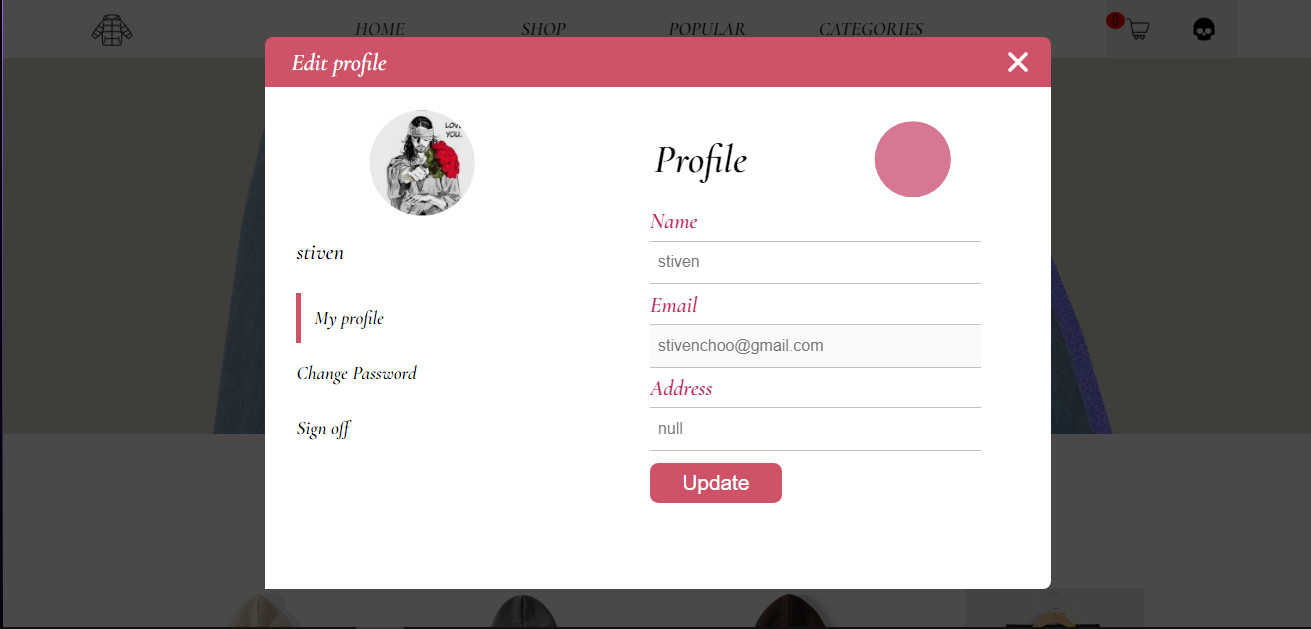 HOME SHOP POPULAR CATEGORIES 0
Edit profile
LOVE
YOU.
stiven
My profile
Change Password
Sign off
Profile
Name
stiven
Email
stivenchoo@gmail.com
Address
null
Update